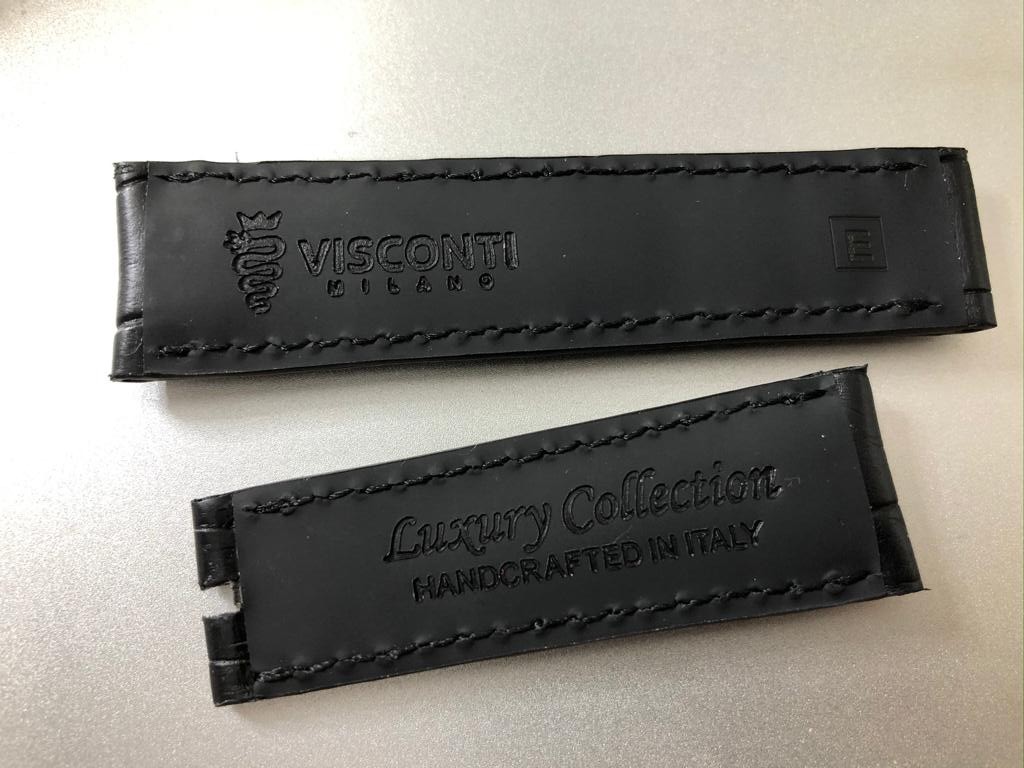 VISCONTI
MILANO
E
Luxury Collection
HANDCRAFTED IN ITALY